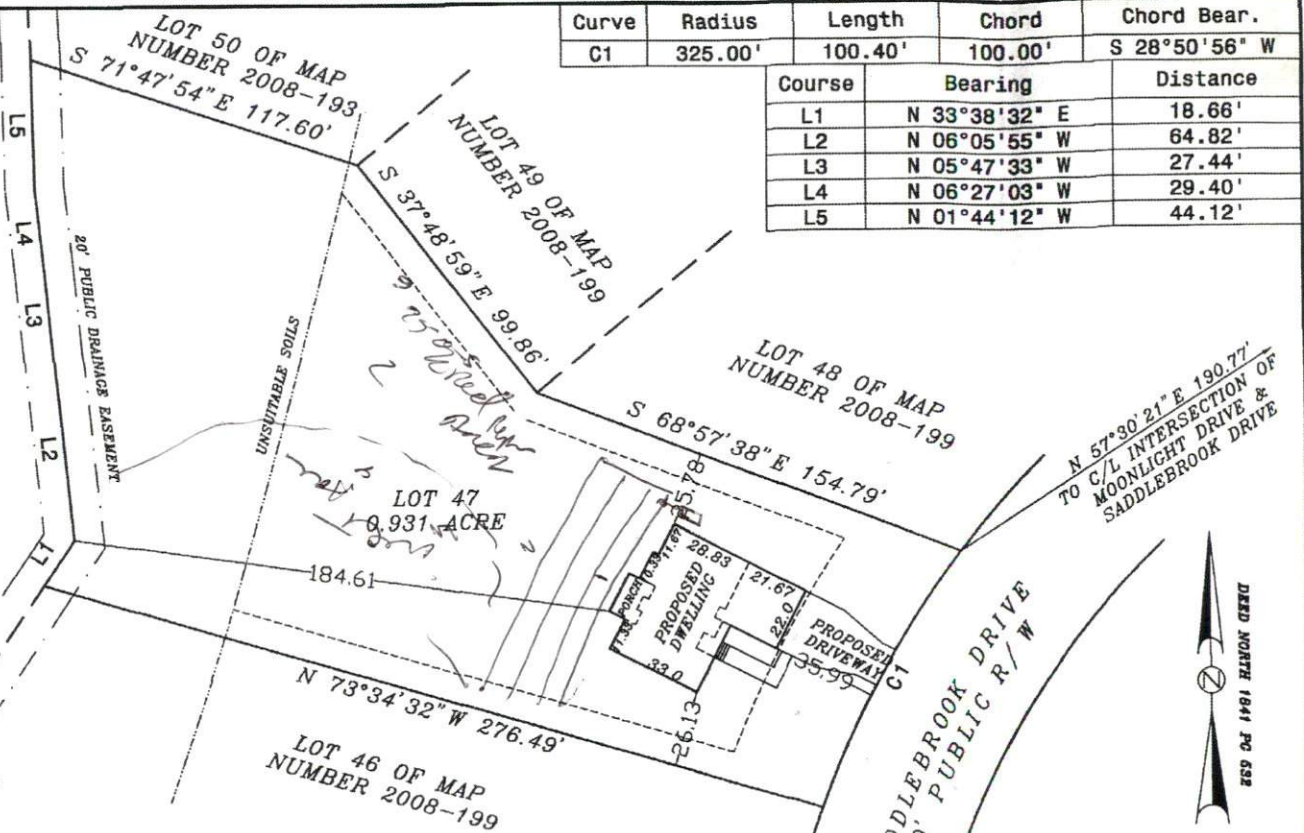 Curve Radius Length Chord Chord Bear.
C1 325.00' 100.40' 100.00' S 28°50'56" W
Course Bearing Distance
L1 N 33°38'32" E 18.66'
L2 N 06°05'55" W 64.82'
L3 N 05°47'33" W 27.44'
L4 N 06°27'03" W 29.40'
L5 N 01°44'12" W 44.12'
LOT 50 OF MAP
NUMBER 2008-193
S 71°47'54"E 117.60'
LOT 49 OF MAP
NUMBER 2008-199
S 37°48'59"E 99.86'
LOT 48 OF MAP
NUMBER 2008-199
S 68°57'38"E 154.79'
N 57°30'21"E 190.77'
TO C/L INTERSECTION OF
MOONLIGHT DRIVE &
SADDLEBROOK DRIVE
L5
L4
L3
L2
L1
20' PUBLIC DRAINAGE EASEMENT
UNSUITABLE SOILS
LOT 47
0.931 ACRE
184.61
35.78
11.67
28.83
21.67
22.0
PORCH
PROPOSED
DWELLING
33.0
PROPOSED
DRIVEWAY
35.99
C1
26.13
N 73°34'32"W 276.49'
LOT 46 OF MAP
NUMBER 2008-199
DDLEBROOK DRIVE
' PUBLIC R/W
DEED NORTH 1841 PG 632